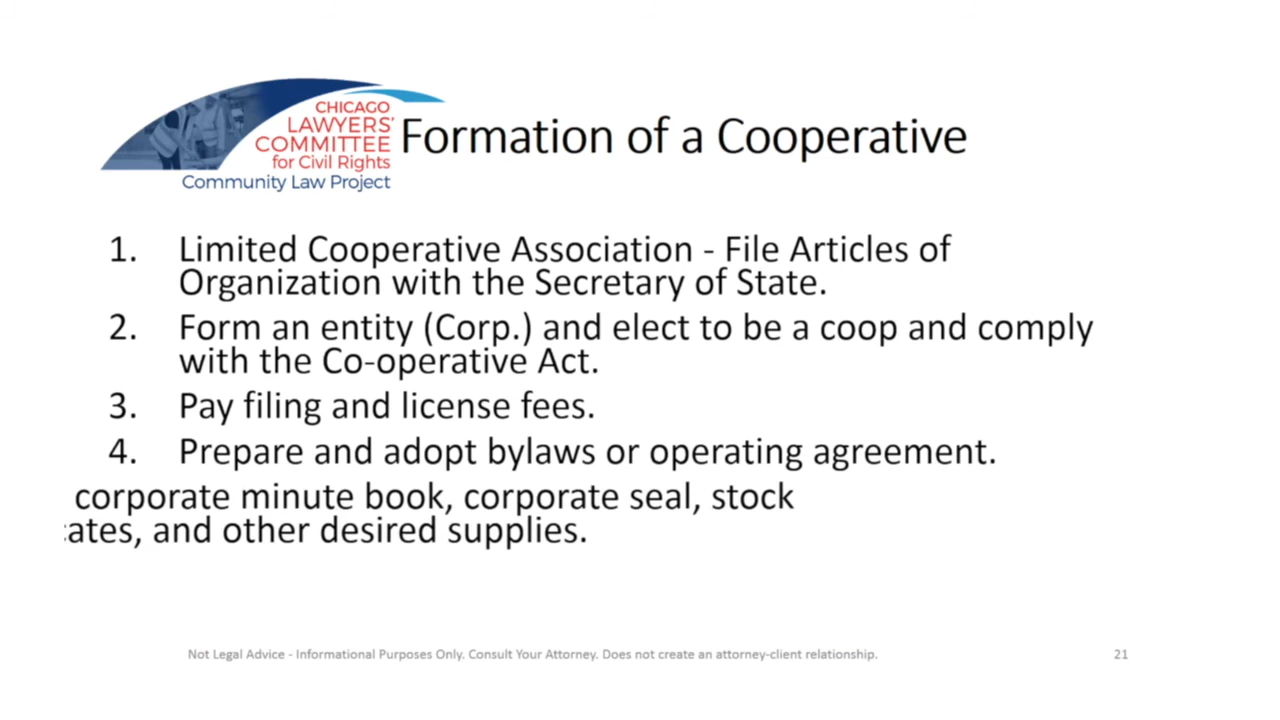 CHICAGO
LAWYERS'
COMMITTEE
for Civil Rights
Community Law Project
Formation of a Cooperative
1. Limited Cooperative Association - File Articles of
Organization with the Secretary of State.
2. Form an entity (Corp.) and elect to be a coop and comply
with the Co-operative Act.
3. Pay filing and license fees.
4. Prepare and adopt bylaws or operating agreement.
corporate minute book, corporate seal, stock
ates, and other desired supplies.
Not Legal Advice - Informational Purposes Only. Consult Your Attorney. Does not create an attorney-client relationship.
21